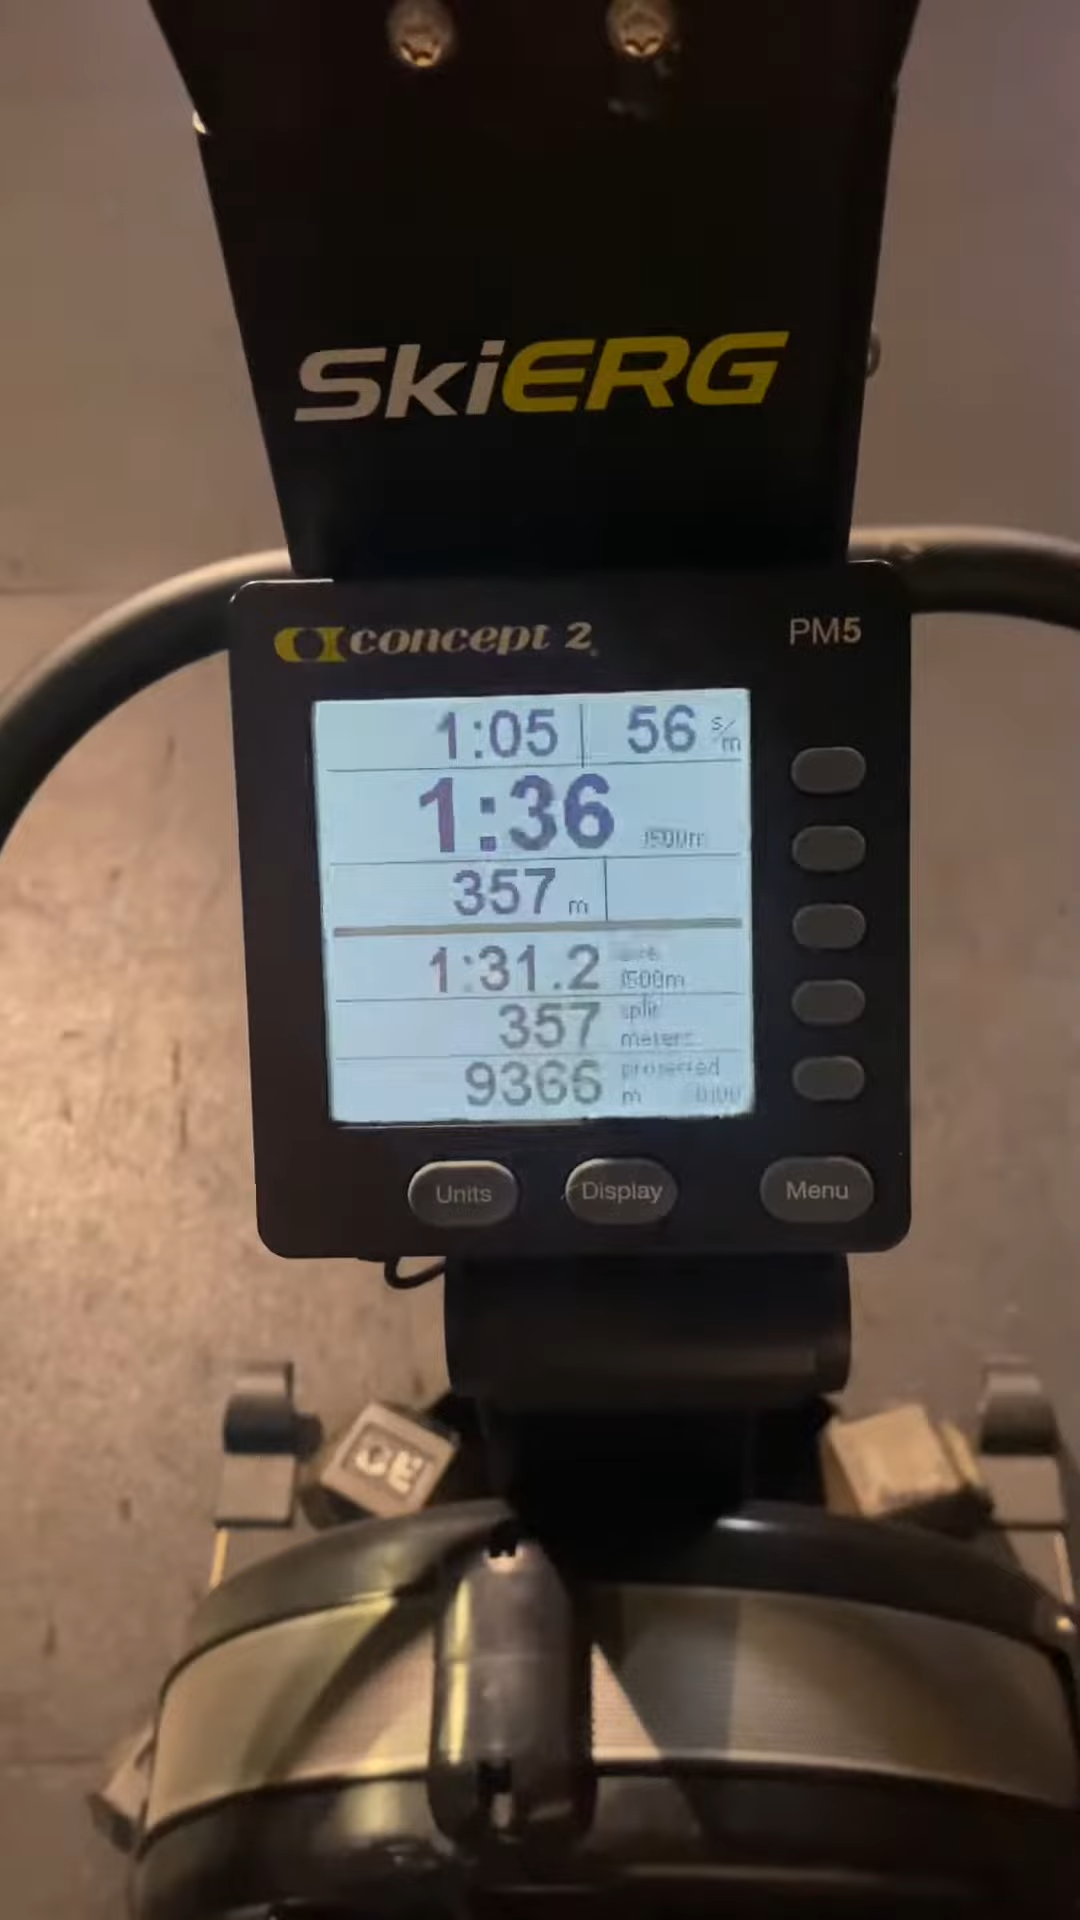 SkiERG
concept 2
PM5
1:05 56 s/m
1:36 /500m
357 m
1:31.2 /500m
357 split meters
9366 projected m
Units Display Menu